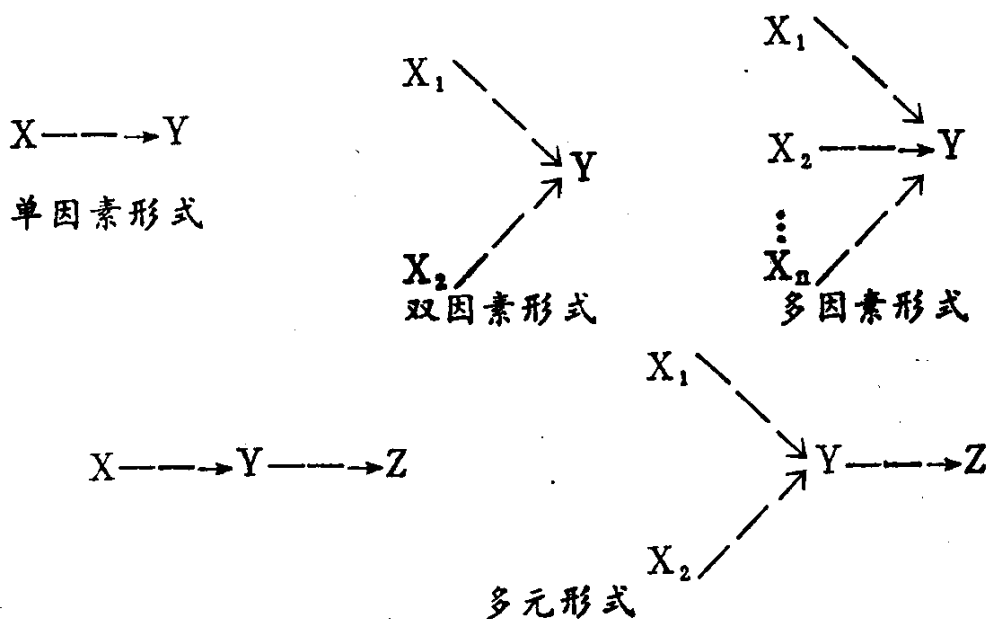 X → Y
单因素形式
X₁
X₂
Y
双因素形式
X₁
X₂ → Y
⋮
Xₙ
多因素形式
X → Y → Z
X₁
Y → Z
X₂
多元形式